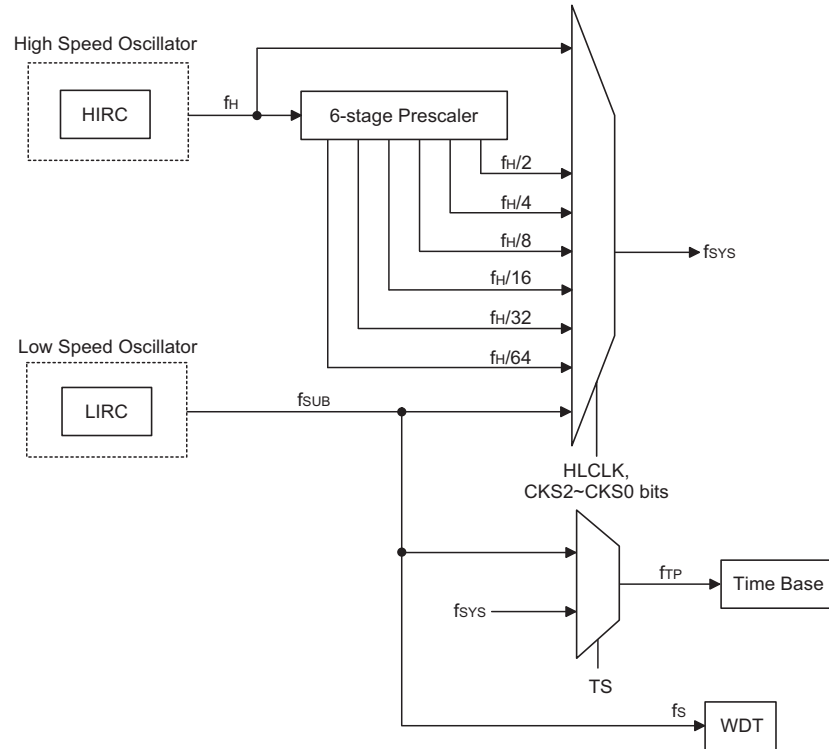 High Speed Oscillator
HIRC
fH
6-stage Prescaler
fH/2
fH/4
fH/8
fH/16
fH/32
fH/64
fSYS
Low Speed Oscillator
LIRC
fSUB
HLCLK,
CKS2~CKS0 bits
fTP
Time Base
fSYS
TS
fS
WDT